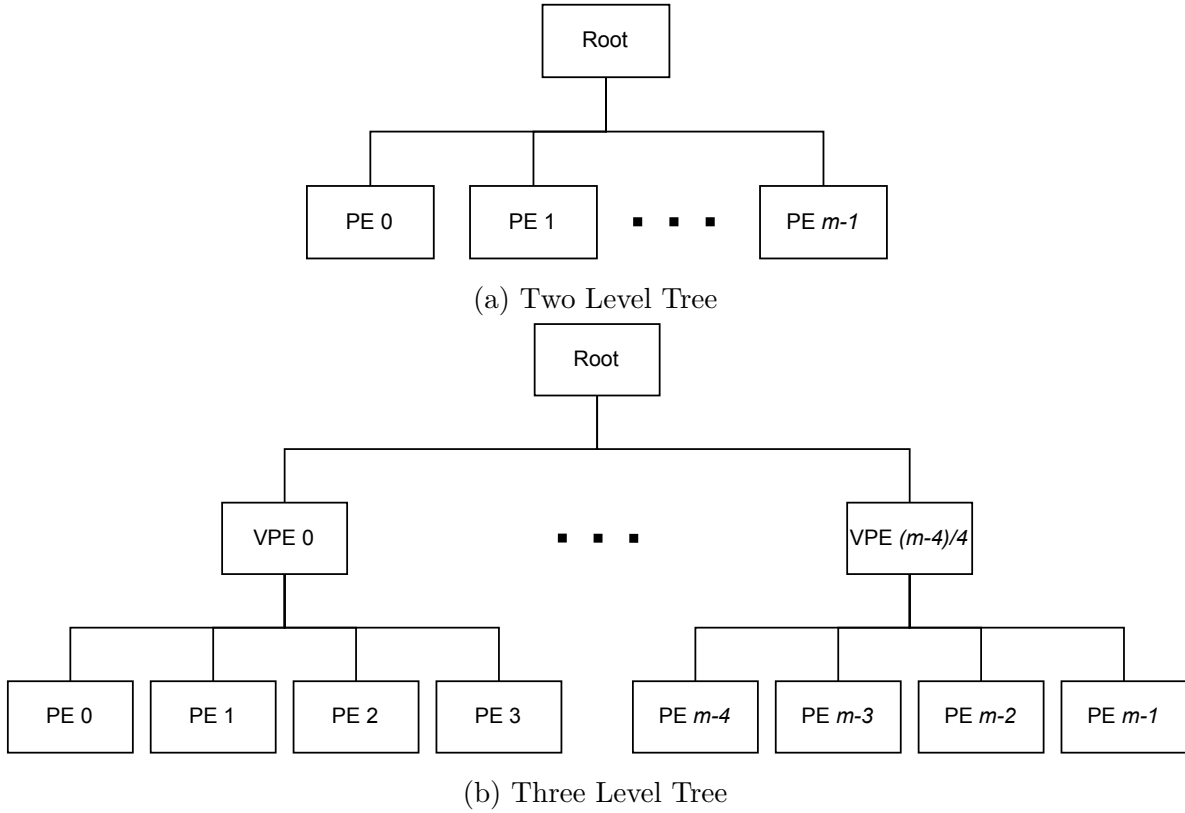 Root
PE 0 PE 1 PE m-1
(a) Two Level Tree
Root
VPE 0 VPE (m-4)/4
PE 0 PE 1 PE 2 PE 3 PE m-4 PE m-3 PE m-2 PE m-1
(b) Three Level Tree